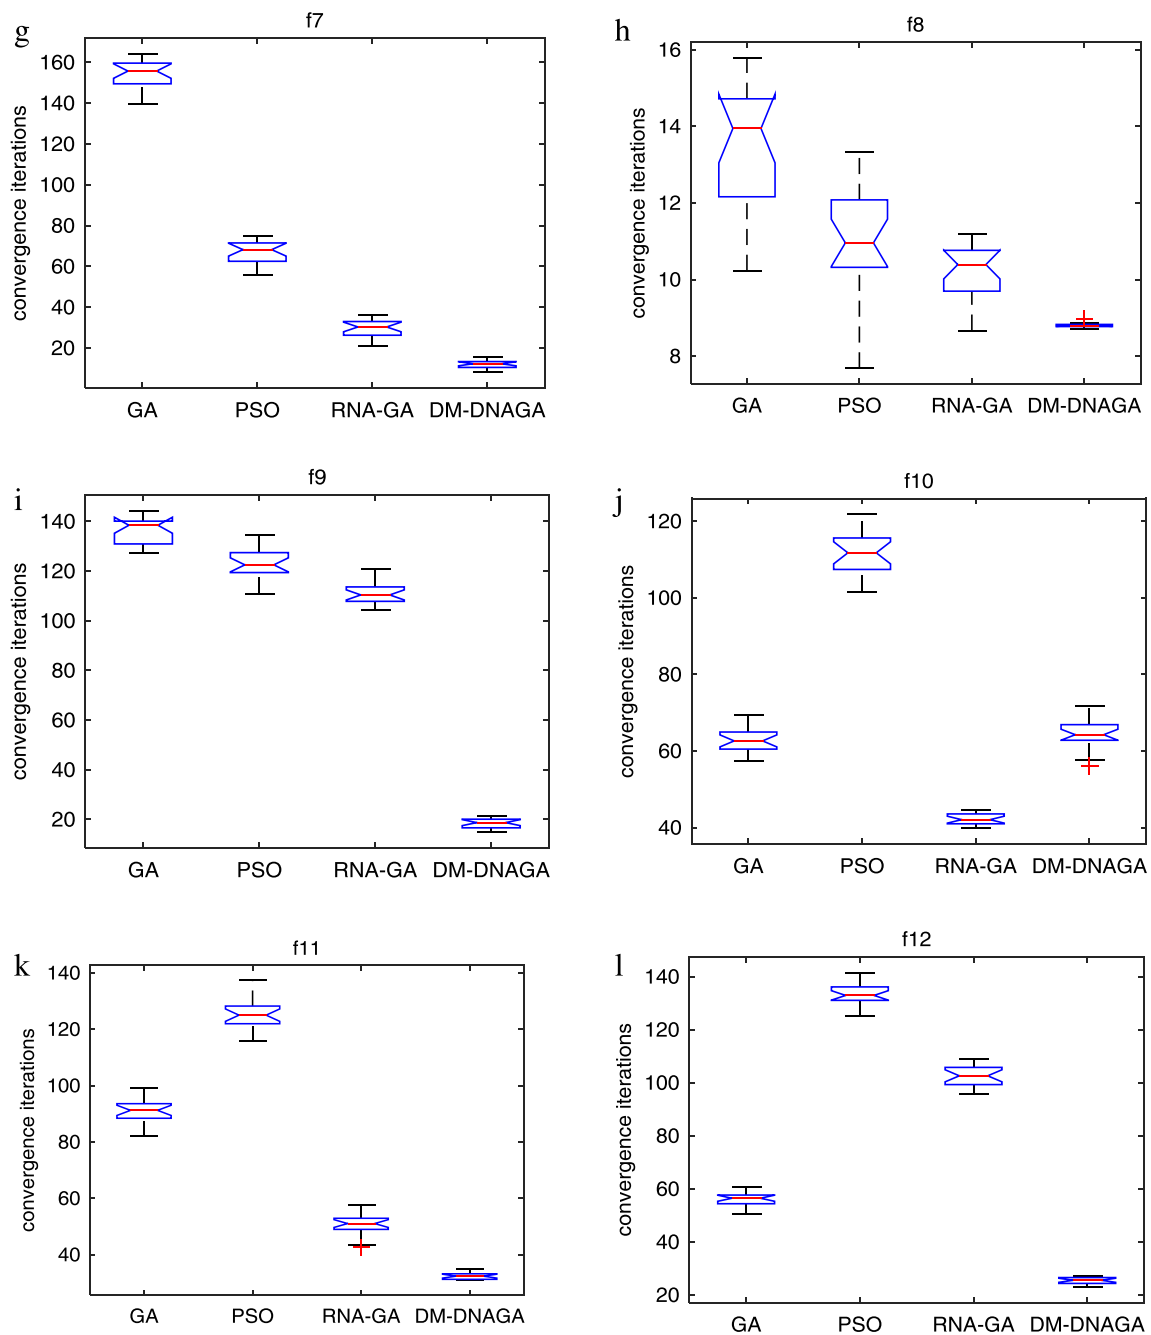 g
f7
convergence iterations
160
140
120
100
80
60
40
20
GA PSO RNA-GA DM-DNAGA
h
f8
convergence iterations
16
14
12
10
8
GA PSO RNA-GA DM-DNAGA
i
f9
convergence iterations
140
120
100
80
60
40
20
GA PSO RNA-GA DM-DNAGA
j
f10
convergence iterations
120
100
80
60
40
GA PSO RNA-GA DM-DNAGA
k
f11
convergence iterations
140
120
100
80
60
40
GA PSO RNA-GA DM-DNAGA
l
f12
convergence iterations
140
120
100
80
60
40
20
GA PSO RNA-GA DM-DNAGA